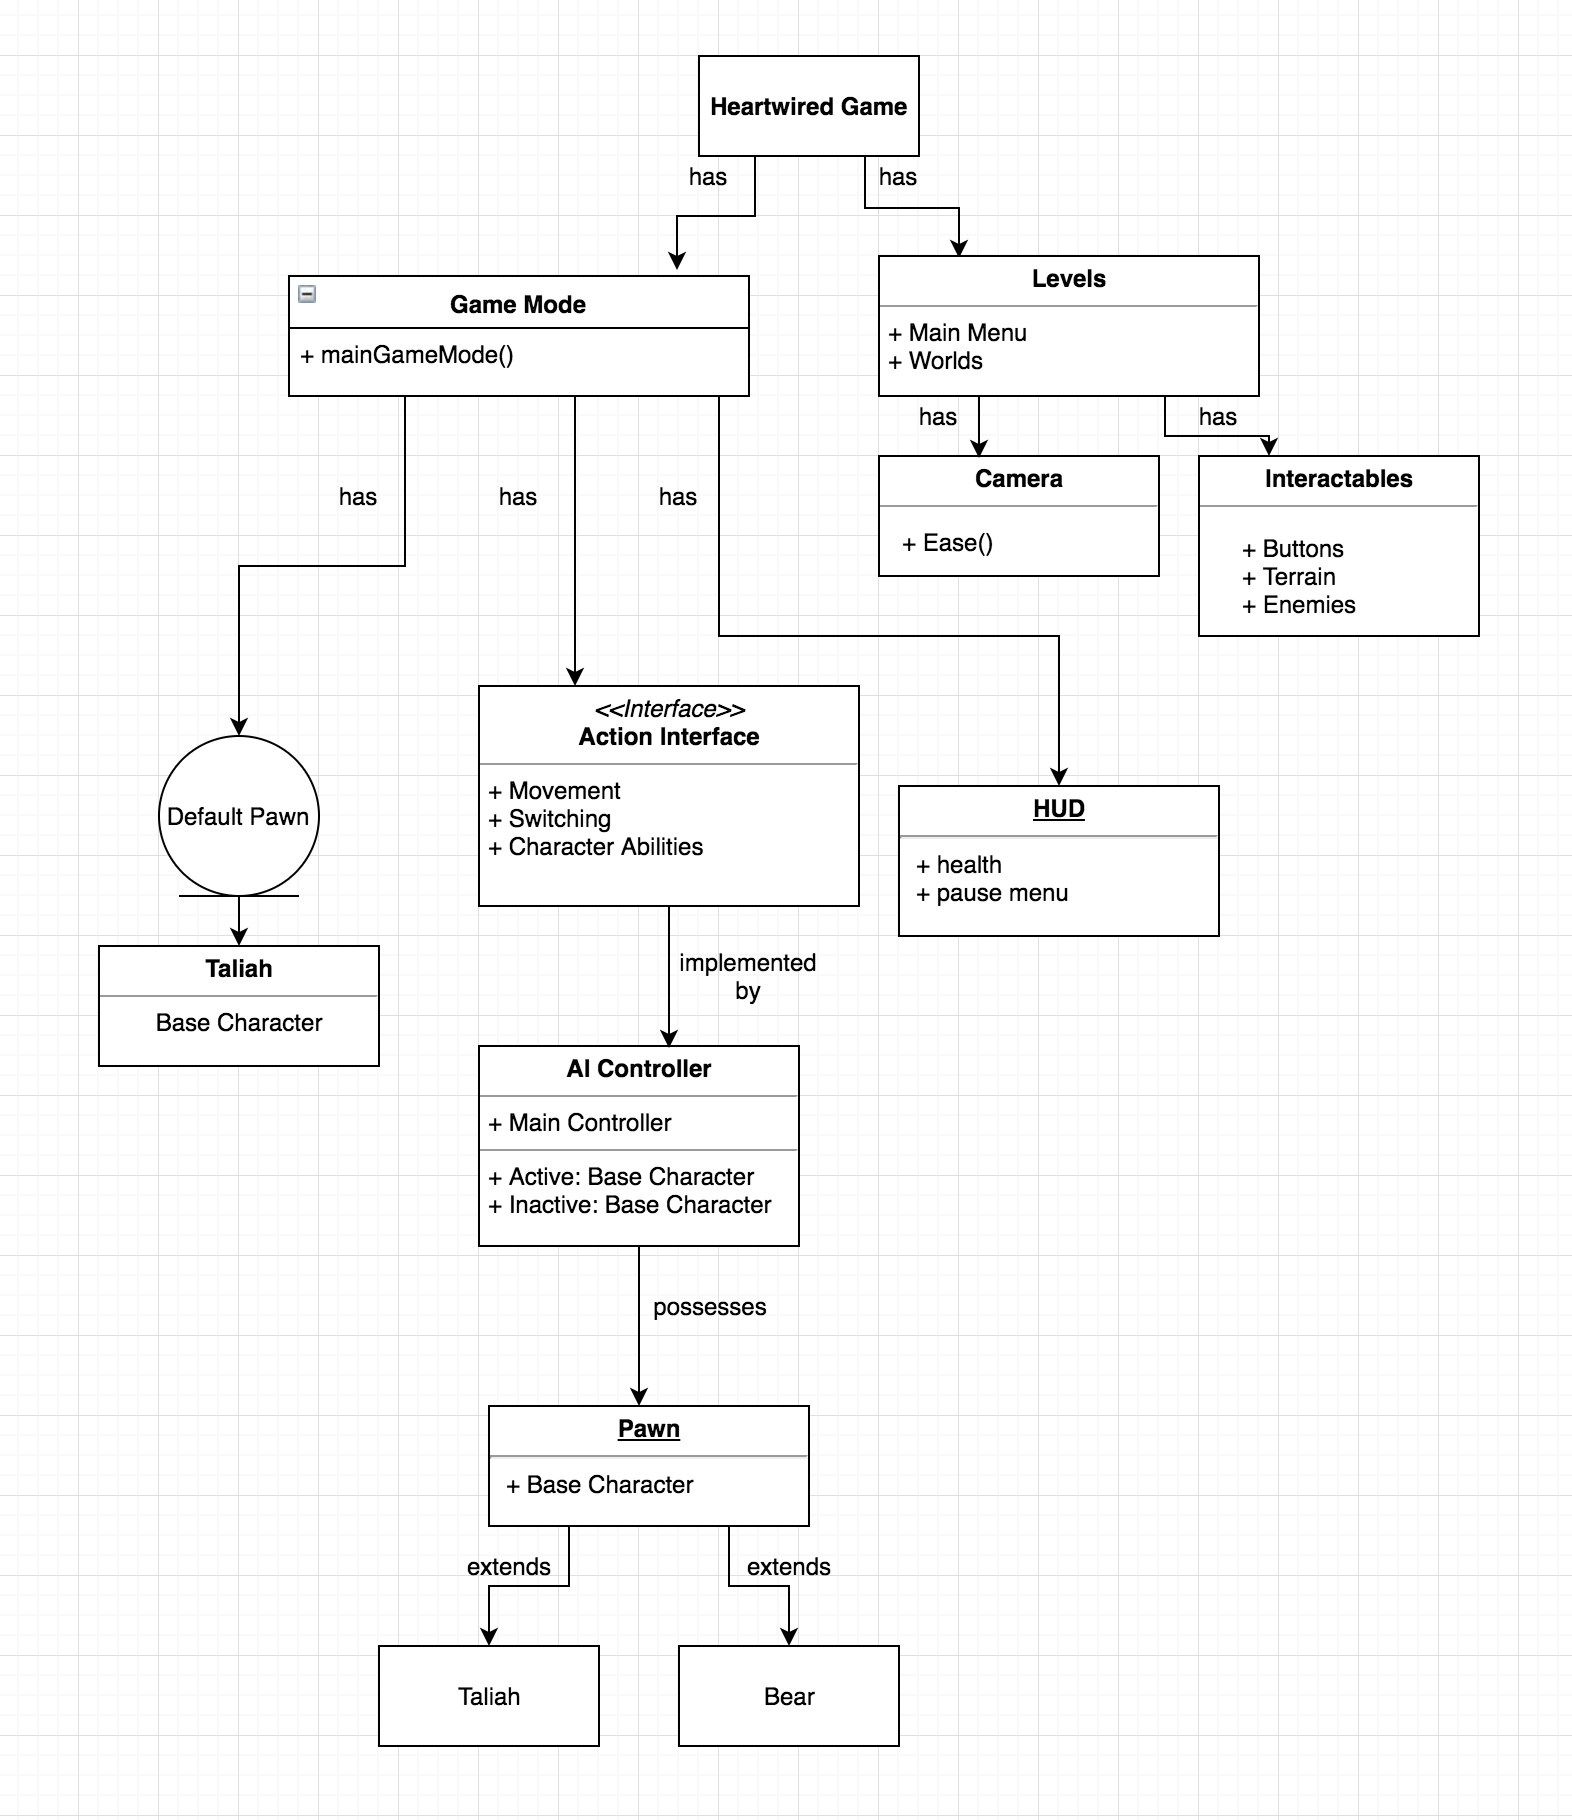 Heartwired Game
has
has
Game Mode
+ mainGameMode()
Levels
+ Main Menu
+ Worlds
has
has
Camera
+ Ease()
Interactables
+ Buttons
+ Terrain
+ Enemies
has
has
has
Default Pawn
<<Interface>>
Action Interface
+ Movement
+ Switching
+ Character Abilities
HUD
+ health
+ pause menu
Taliah
Base Character
implemented
by
AI Controller
+ Main Controller
+ Active: Base Character
+ Inactive: Base Character
possesses
Pawn
+ Base Character
extends
extends
Taliah
Bear